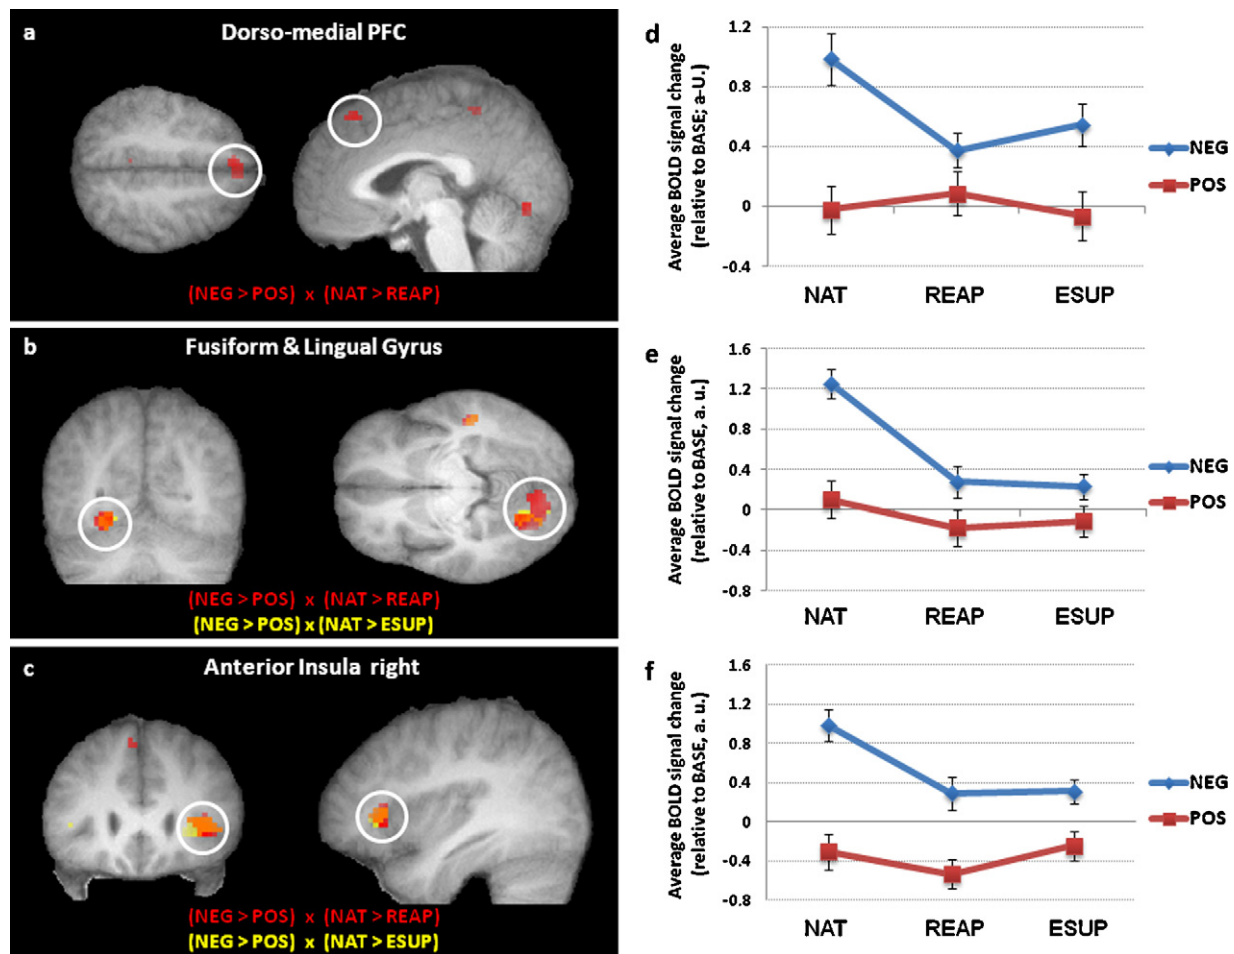 a
Dorso-medial PFC
(NEG > POS) x (NAT > REAP)
b
Fusiform & Lingual Gyrus
(NEG > POS) x (NAT > REAP)
(NEG > POS) x (NAT > ESUP)
c
Anterior Insula right
(NEG > POS) x (NAT > REAP)
(NEG > POS) x (NAT > ESUP)
d
Average BOLD signal change
(relative to BASE; a-U.)
1.2
0.8
0.4
0
-0.4
NAT REAP ESUP
NEG
POS
e
Average BOLD signal change
(relative to BASE, a. u.)
1.6
1.2
0.8
0.4
0
-0.4
-0.8
NAT REAP ESUP
NEG
POS
f
Average BOLD signal change
(relative to BASE, a. u.)
1.6
1.2
0.8
0.4
0
-0.4
-0.8
NAT REAP ESUP
NEG
POS